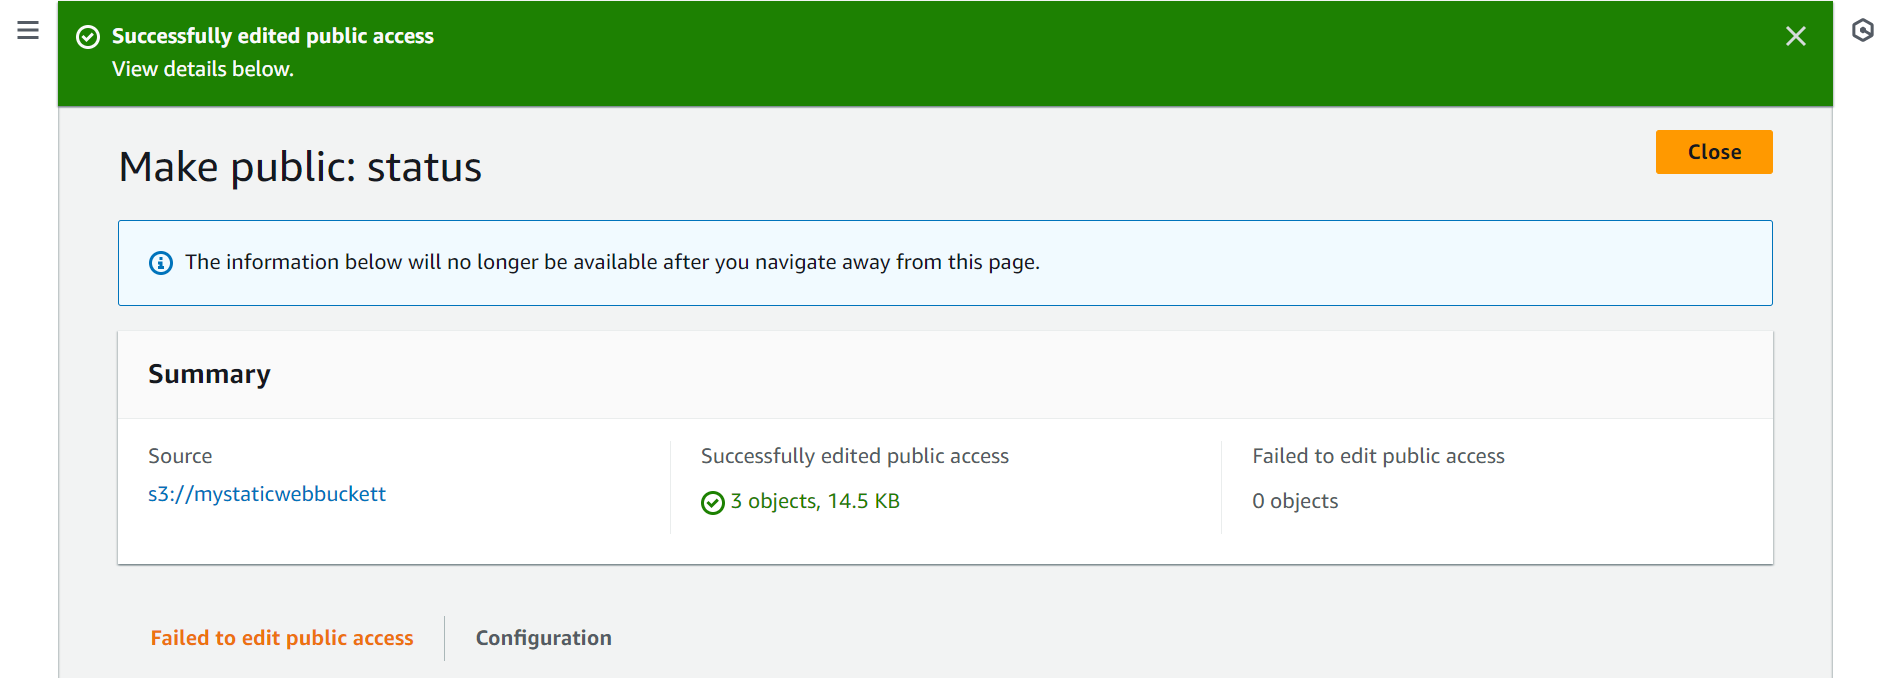 Successfully edited public access
View details below.
Make public: status
Close
The information below will no longer be available after you navigate away from this page.
Summary
Source
s3://mystaticwebbuckett
Successfully edited public access
3 objects, 14.5 KB
Failed to edit public access
0 objects
Failed to edit public access
Configuration